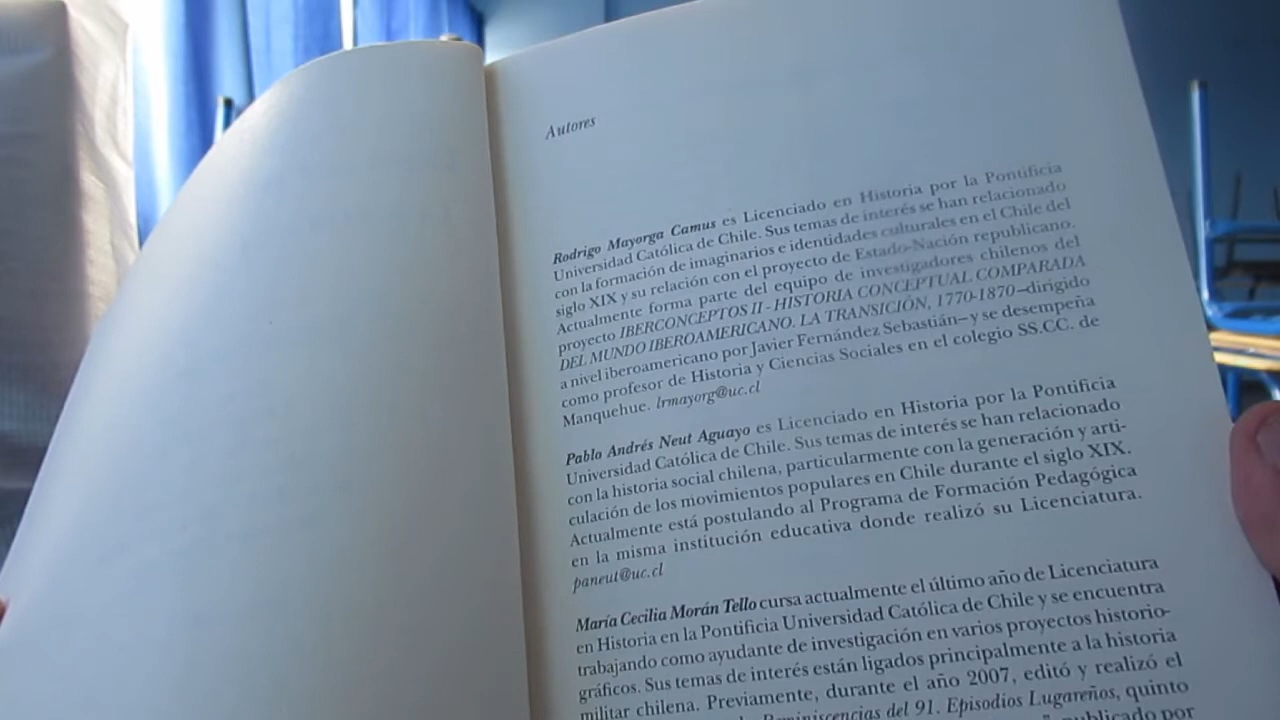 Autores
Rodrigo Mayorga Camus es Licenciado en Historia por la Pontificia
Universidad Católica de Chile. Sus temas de interés se han relacionado
con la formación de imaginarios e identidades culturales en el Chile del
siglo XIX y su relación con el proyecto de Estado-Nación republicano.
Actualmente forma parte del equipo de investigadores chilenos del
proyecto IBERCONCEPTOS II - HISTORIA CONCEPTUAL COMPARADA
DEL MUNDO IBEROAMERICANO. LA TRANSICIÓN, 1770-1870 –dirigido
a nivel iberoamericano por Javier Fernández Sebastián– y se desempeña
como profesor de Historia y Ciencias Sociales en el colegio SS.CC. de
Manquehue. lrmayorg@uc.cl
Pablo Andrés Neut Aguayo es Licenciado en Historia por la Pontificia
Universidad Católica de Chile. Sus temas de interés se han relacionado
con la historia social chilena, particularmente con la generación y arti-
culación de los movimientos populares en Chile durante el siglo XIX.
Actualmente está postulando al Programa de Formación Pedagógica
en la misma institución educativa donde realizó su Licenciatura.
paneut@uc.cl
María Cecilia Morán Tello cursa actualmente el último año de Licenciatura
en Historia en la Pontificia Universidad Católica de Chile y se encuentra
trabajando como ayudante de investigación en varios proyectos historio-
gráficos. Sus temas de interés están ligados principalmente a la historia
militar chilena. Previamente, durante el año 2007, editó y realizó el
Reminiscencias del 91. Episodios Lugareños, quinto
publicado por